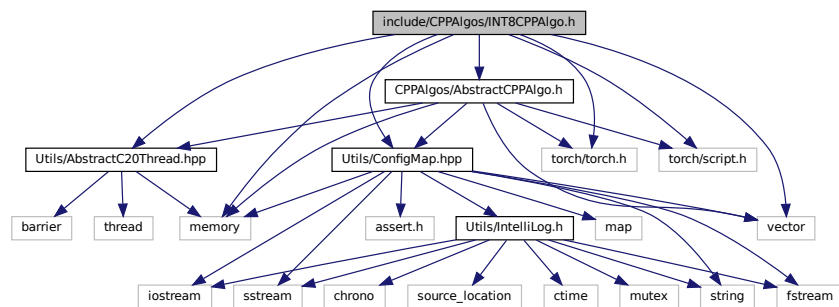 include/CPPAlgos/INT8CPPAlgo.h
CPPAlgos/AbstractCPPAlgo.h
Utils/AbstractC20Thread.hpp
Utils/ConfigMap.hpp
torch/torch.h
torch/script.h
barrier
thread
memory
assert.h
Utils/IntelliLog.h
map
vector
iostream
sstream
chrono
source_location
ctime
mutex
string
fstream